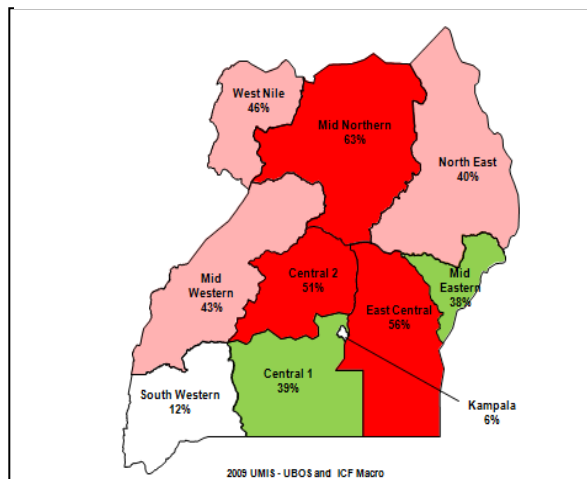 West Nile
46%
Mid Northern
63%
North East
40%
Mid
Western
43%
Central 2
51%
East Central
56%
Mid
Eastern
38%
South Western
12%
Central 1
39%
Kampala
6%
2009 UMIS - UBOS and ICF Macro